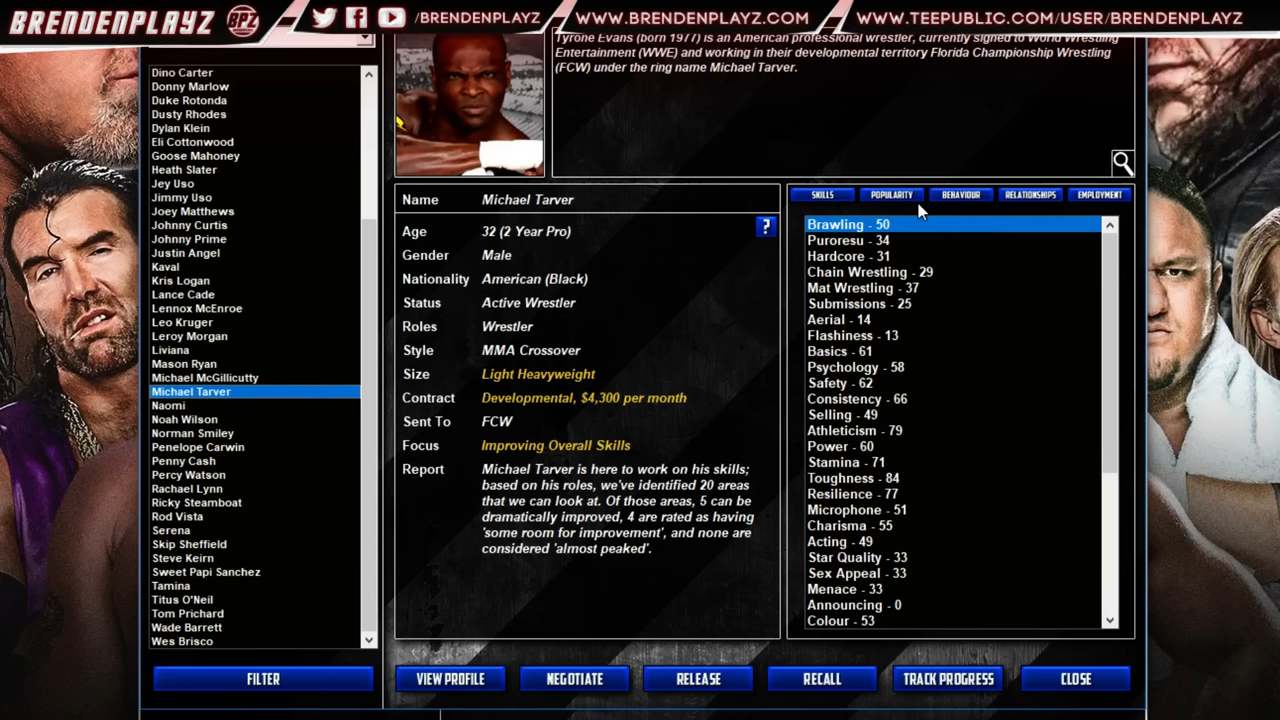 BRENDENPLAYZ BPZ /BRENDENPLAYZ WWW.BRENDENPLAYZ.COM WWW.TEEPUBLIC.COM/USER/BRENDENPLAYZ
Tyrone Evans (born 1977) is an American professional wrestler, currently signed to World Wrestling
Entertainment (WWE) and working in their developmental territory Florida Championship Wrestling
(FCW) under the ring name Michael Tarver.
Dino Carter
Donny Marlow
Duke Rotonda
Dusty Rhodes
Dylan Klein
Eli Cottonwood
Goose Mahoney
Heath Slater
Jey Uso
Jimmy Uso
Joey Matthews
Johnny Curtis
Johnny Prime
Justin Angel
Kaval
Kris Logan
Lance Cade
Lennox McEnroe
Leo Kruger
Leroy Morgan
Liviana
Mason Ryan
Michael McGillicutty
Michael Tarver
Naomi
Noah Wilson
Norman Smiley
Penelope Carwin
Penny Cash
Percy Watson
Rachael Lynn
Ricky Steamboat
Rod Vista
Serena
Skip Sheffield
Steve Keirn
Sweet Papi Sanchez
Tamina
Titus O'Neil
Tom Prichard
Wade Barrett
Wes Brisco
FILTER
Name Michael Tarver
?
Age 32 (2 Year Pro)
Gender Male
Nationality American (Black)
Status Active Wrestler
Roles Wrestler
Style MMA Crossover
Size Light Heavyweight
Contract Developmental, $4,300 per month
Sent To FCW
Focus Improving Overall Skills
Report Michael Tarver is here to work on his skills;
based on his roles, we've identified 20 areas
that we can look at. Of those areas, 5 can be
dramatically improved, 4 are rated as having
'some room for improvement', and none are
considered 'almost peaked'.
SKILLS POPULARITY BEHAVIOUR RELATIONSHIPS EMPLOYMENT
Brawling - 50
Puroresu - 34
Hardcore - 31
Chain Wrestling - 29
Mat Wrestling - 37
Submissions - 25
Aerial - 14
Flashiness - 13
Basics - 61
Psychology - 58
Safety - 62
Consistency - 66
Selling - 49
Athleticism - 79
Power - 60
Stamina - 71
Toughness - 84
Resilience - 77
Microphone - 51
Charisma - 55
Acting - 49
Star Quality - 33
Sex Appeal - 33
Menace - 33
Announcing - 0
Colour - 53
VIEW PROFILE NEGOTIATE RELEASE RECALL TRACK PROGRESS CLOSE